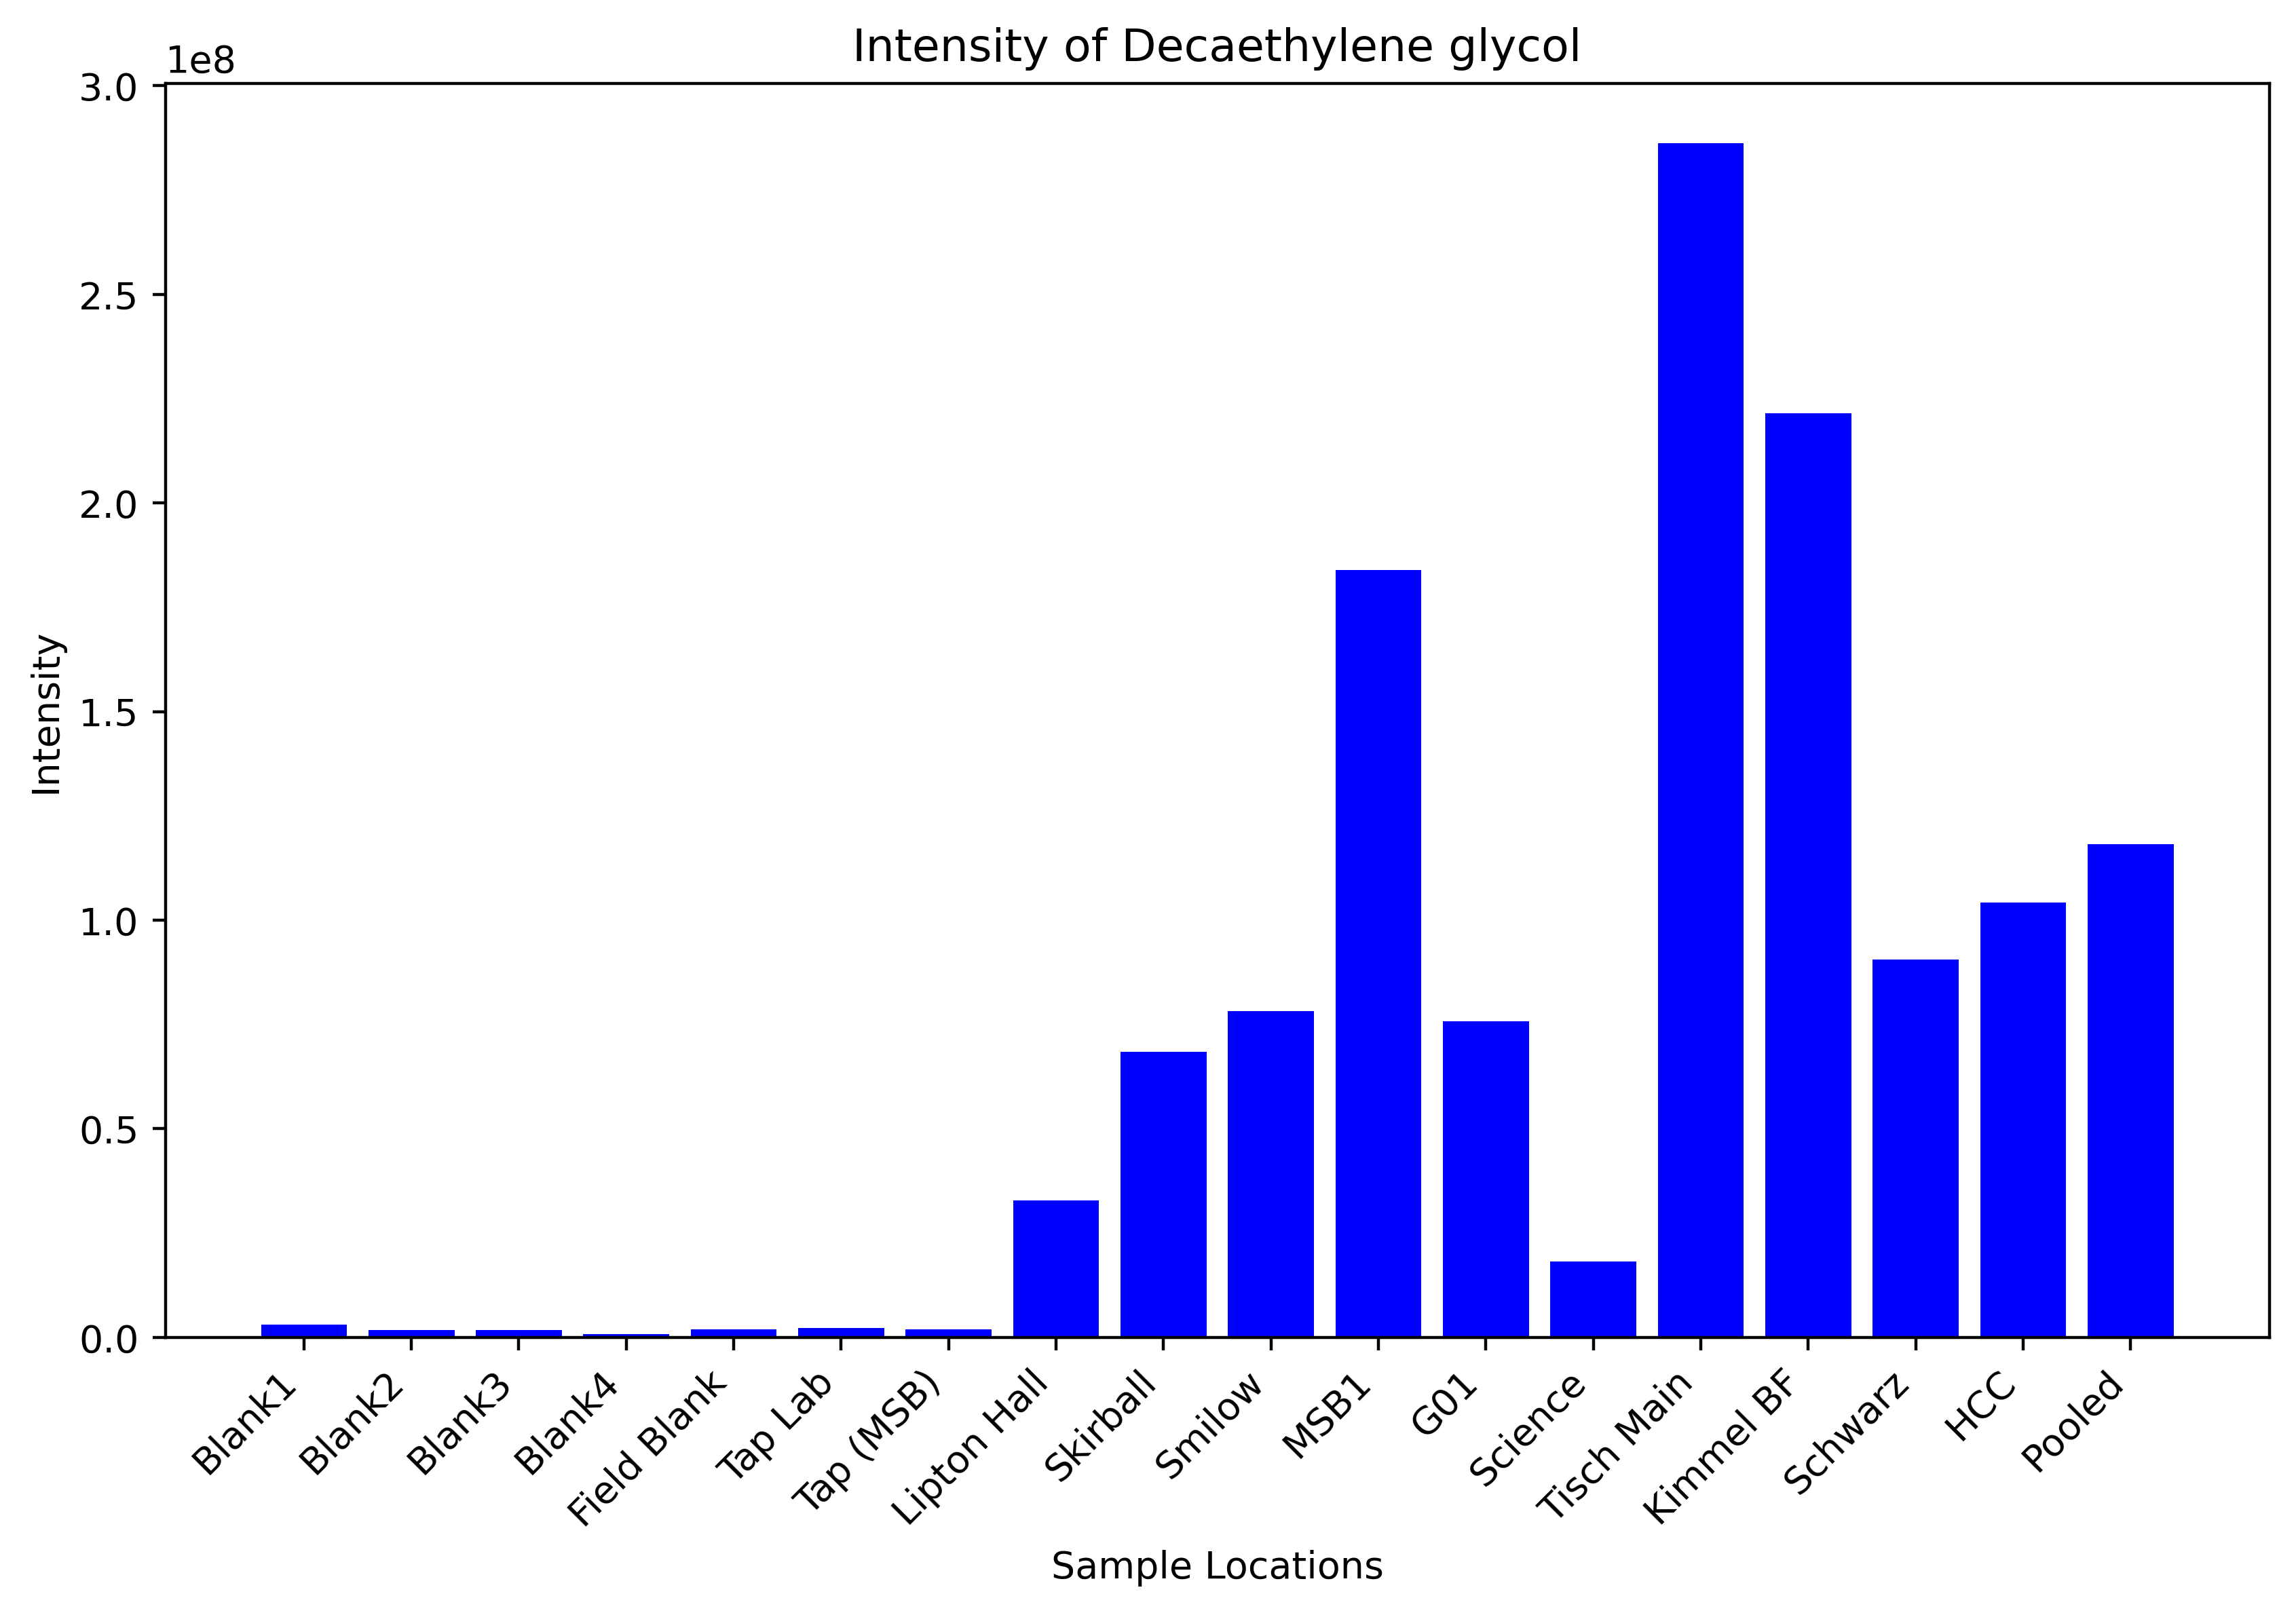 Intensity of Decaethylene glycol
1e8
3.0
2.5
2.0
1.5
1.0
0.5
0.0
Intensity
Blank1
Blank2
Blank3
Blank4
Field Blank
Tap Lab
Tap (MSB)
Lipton Hall
Skirball
Smilow
MSB1
G01
Science
Tisch Main
Kimmel BF
Schwarz
HCC
Pooled
Sample Locations